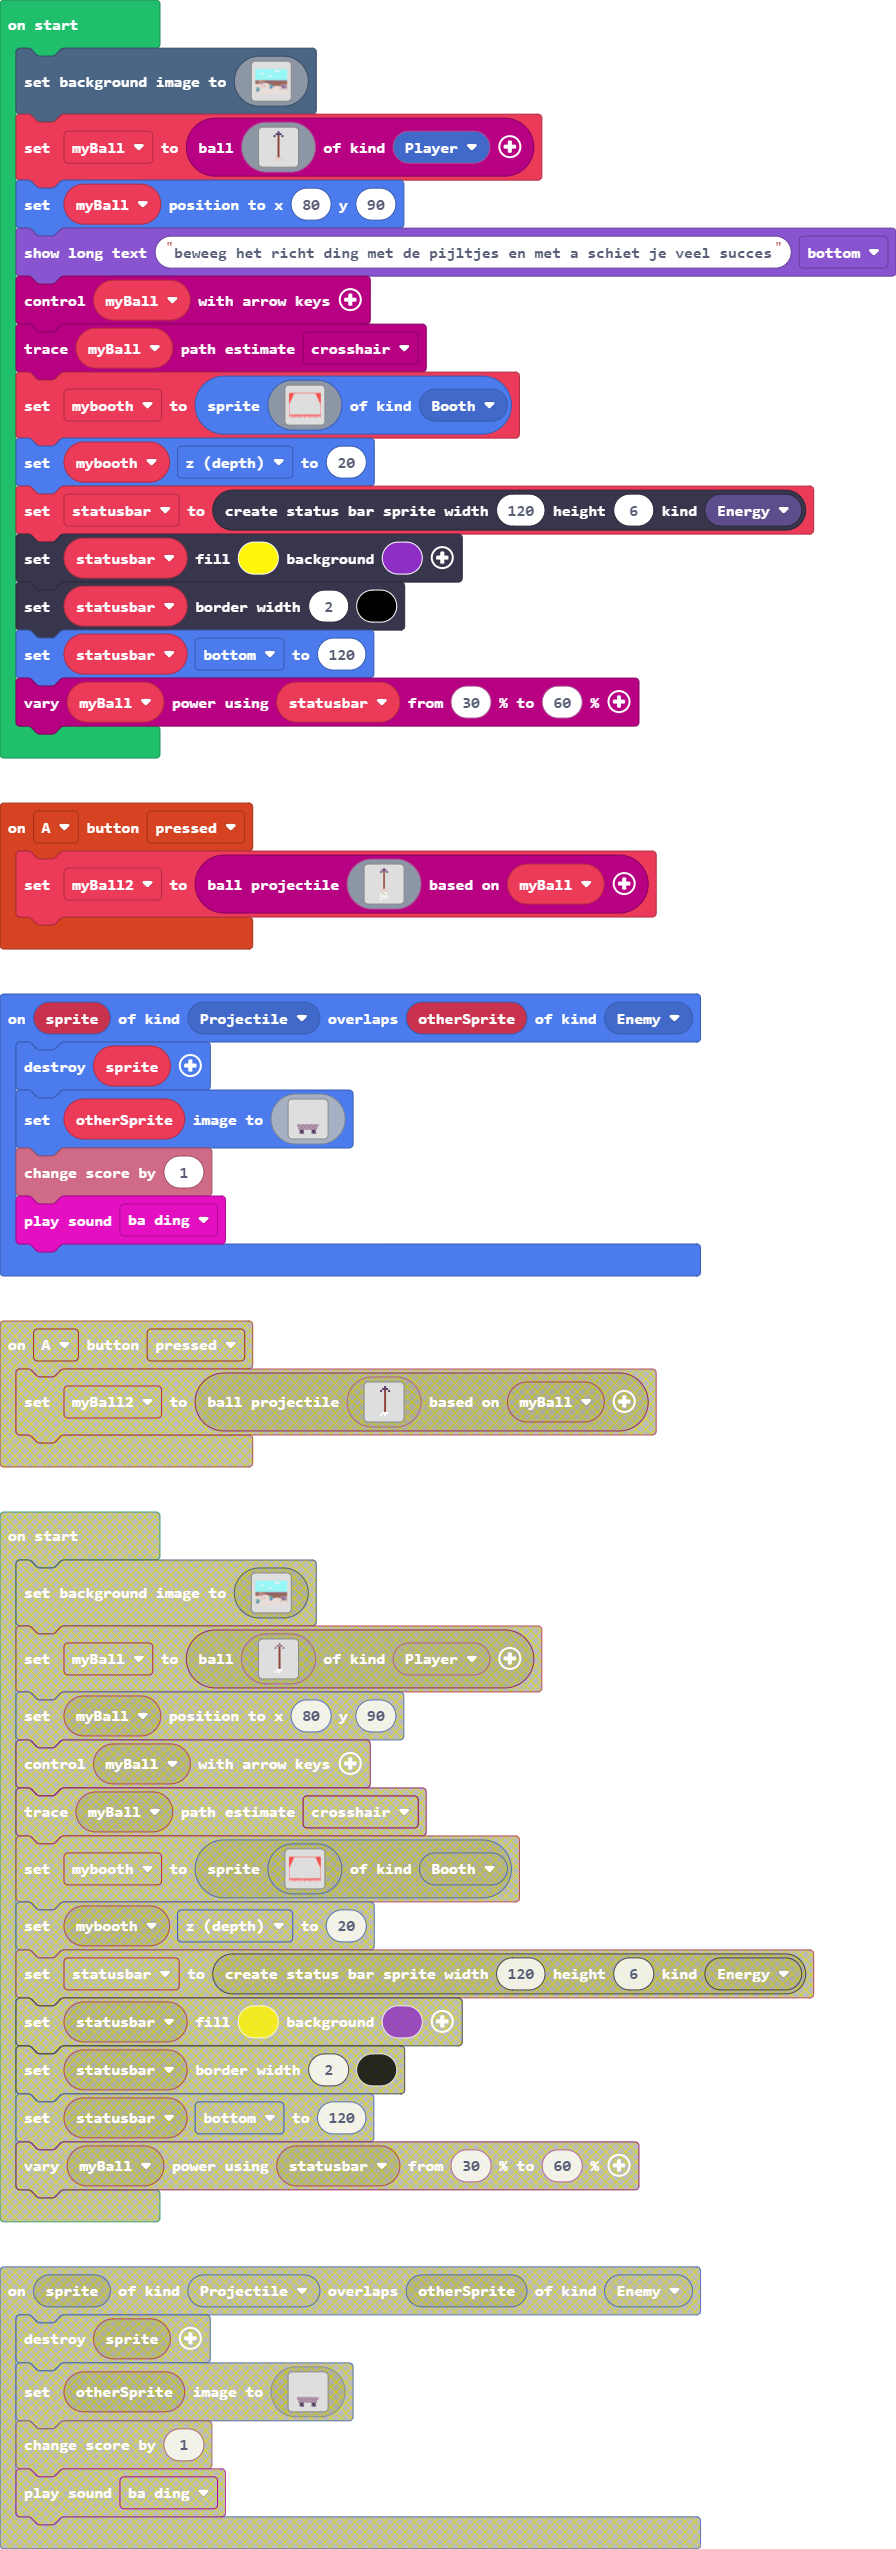 on start
set background image to
set myBall to ball of kind Player
set myBall position to x 80 y 90
show long text "beweeg het richt ding met de pijltjes en met a schiet je veel succes" bottom
control myBall with arrow keys
trace myBall path estimate crosshair
set mybooth to sprite of kind Booth
set mybooth z (depth) to 20
set statusbar to create status bar sprite width 120 height 6 kind Energy
set statusbar fill background
set statusbar border width 2
set statusbar bottom to 120
vary myBall power using statusbar from 30 % to 60 %
on A button pressed
set myBall2 to ball projectile based on myBall
on sprite of kind Projectile overlaps otherSprite of kind Enemy
destroy sprite
set otherSprite image to
change score by 1
play sound ba ding
on A button pressed
set myBall2 to ball projectile based on myBall
on start
set background image to
set myBall to ball of kind Player
set myBall position to x 80 y 90
control myBall with arrow keys
trace myBall path estimate crosshair
set mybooth to sprite of kind Booth
set mybooth z (depth) to 20
set statusbar to create status bar sprite width 120 height 6 kind Energy
set statusbar fill background
set statusbar border width 2
set statusbar bottom to 120
vary myBall power using statusbar from 30 % to 60 %
on sprite of kind Projectile overlaps otherSprite of kind Enemy
destroy sprite
set otherSprite image to
change score by 1
play sound ba ding